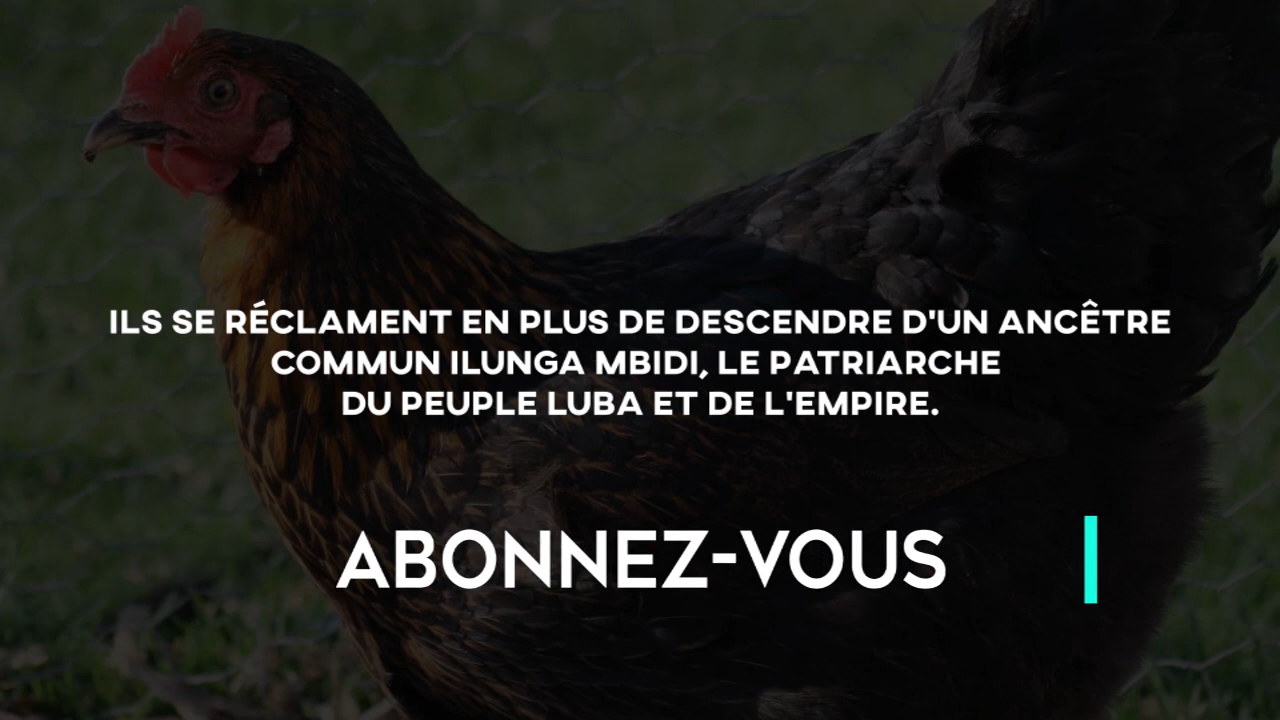 ILS SE RÉCLAMENT EN PLUS DE DESCENDRE D'UN ANCÊTRE
COMMUN ILUNGA MBIDI, LE PATRIARCHE
DU PEUPLE LUBA ET DE L'EMPIRE.
ABONNEZ-VOUS